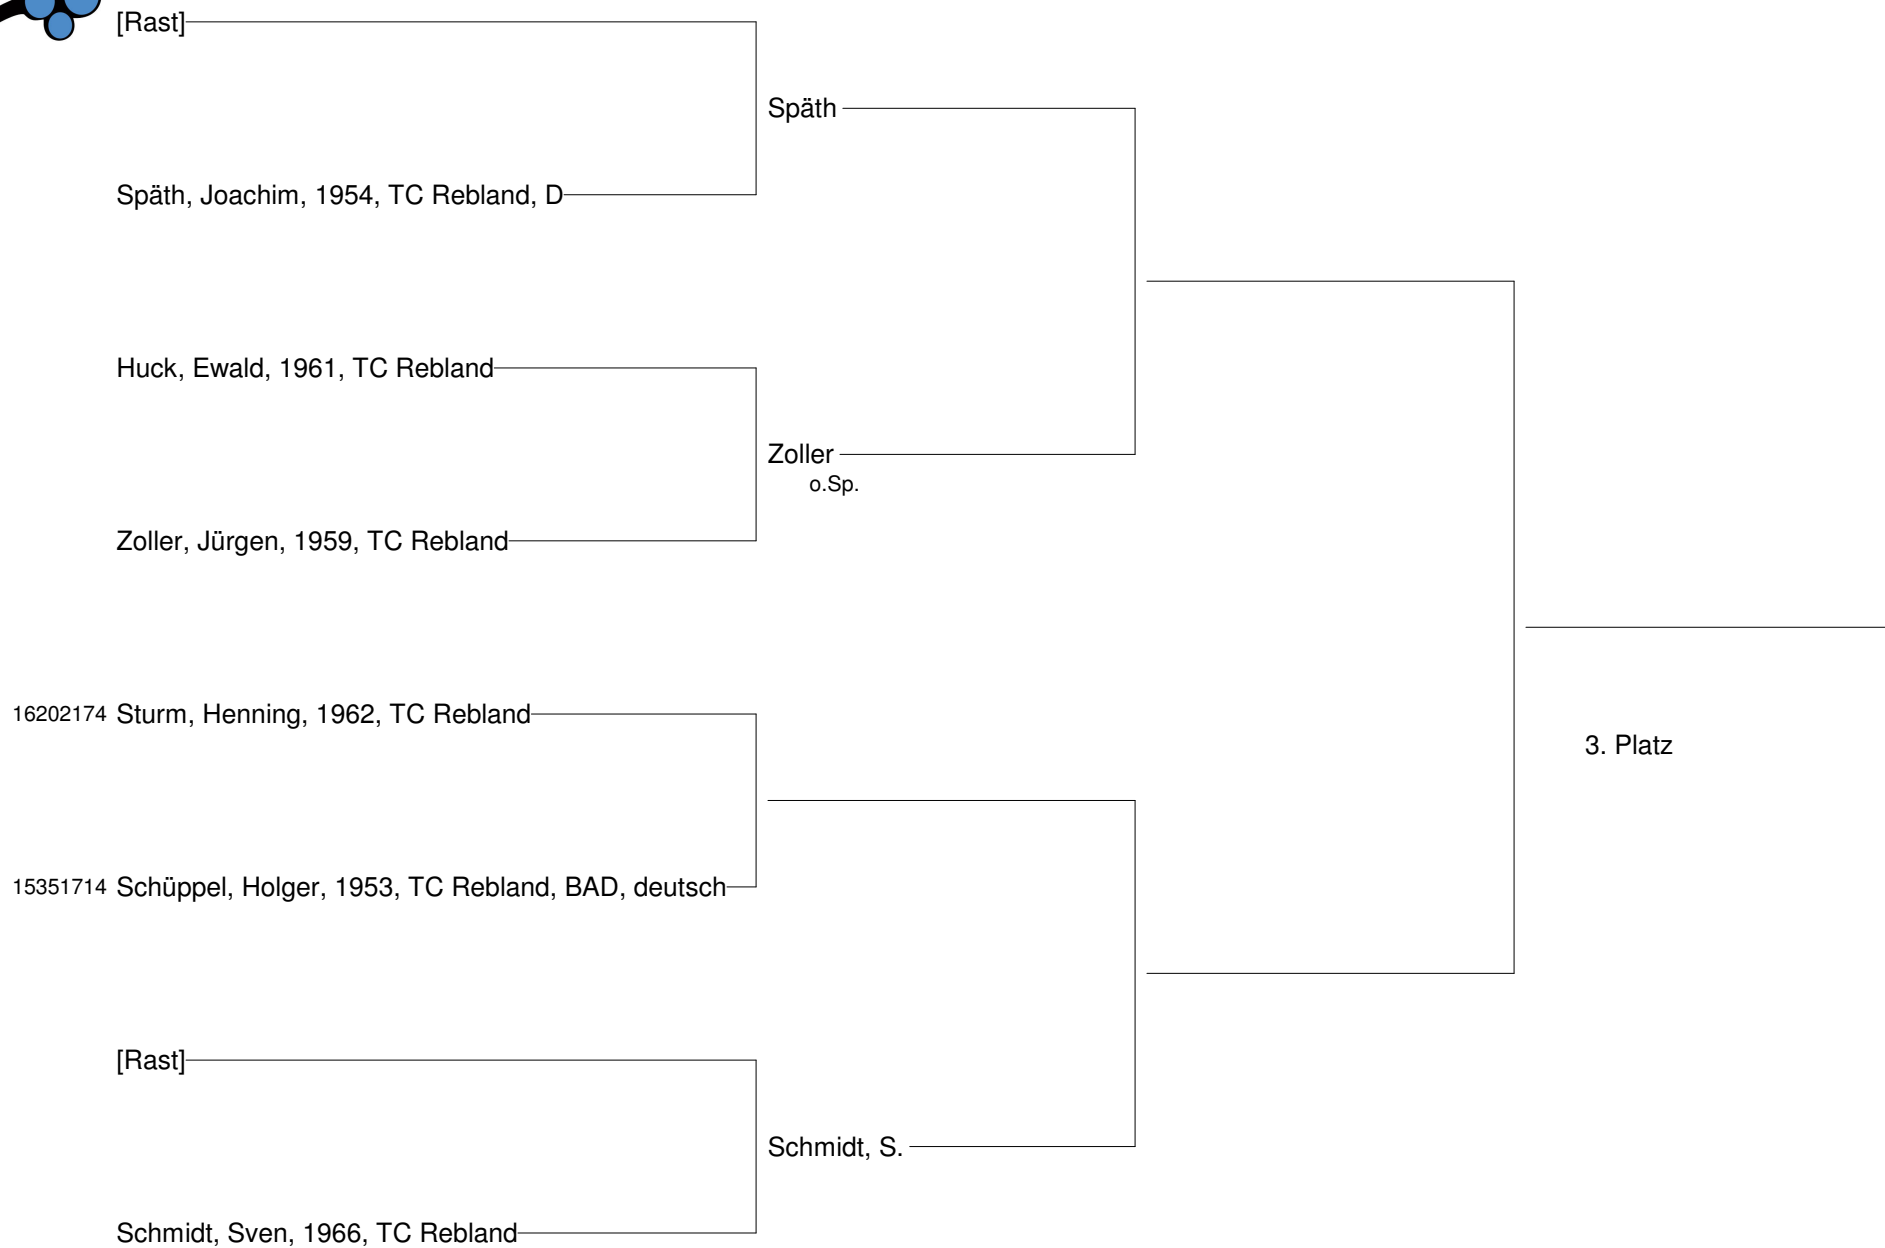 [Rast]
Späth
Späth, Joachim, 1954, TC Rebland, D
Huck, Ewald, 1961, TC Rebland
Zoller
o.Sp.
Zoller, Jürgen, 1959, TC Rebland
16202174 Sturm, Henning, 1962, TC Rebland
3. Platz
15351714 Schüppel, Holger, 1953, TC Rebland, BAD, deutsch
[Rast]
Schmidt, S.
Schmidt, Sven, 1966, TC Rebland